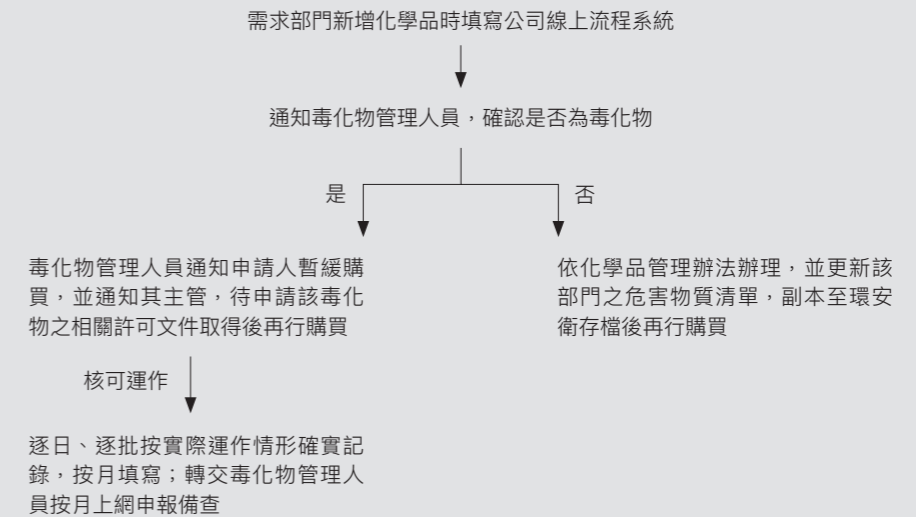 需求部門新增化學品時填寫公司線上流程系統
通知毒化物管理人員，確認是否為毒化物
是
否
毒化物管理人員通知申請人暫緩購
買，並通知其主管，待申請該毒化
物之相關許可文件取得後再行購買
依化學品管理辦法辦理，並更新該
部門之危害物質清單，副本至環安
衛存檔後再行購買
核可運作
逐日、逐批按實際運作情形確實記
錄，按月填寫；轉交毒化物管理人
員按月上網申報備查